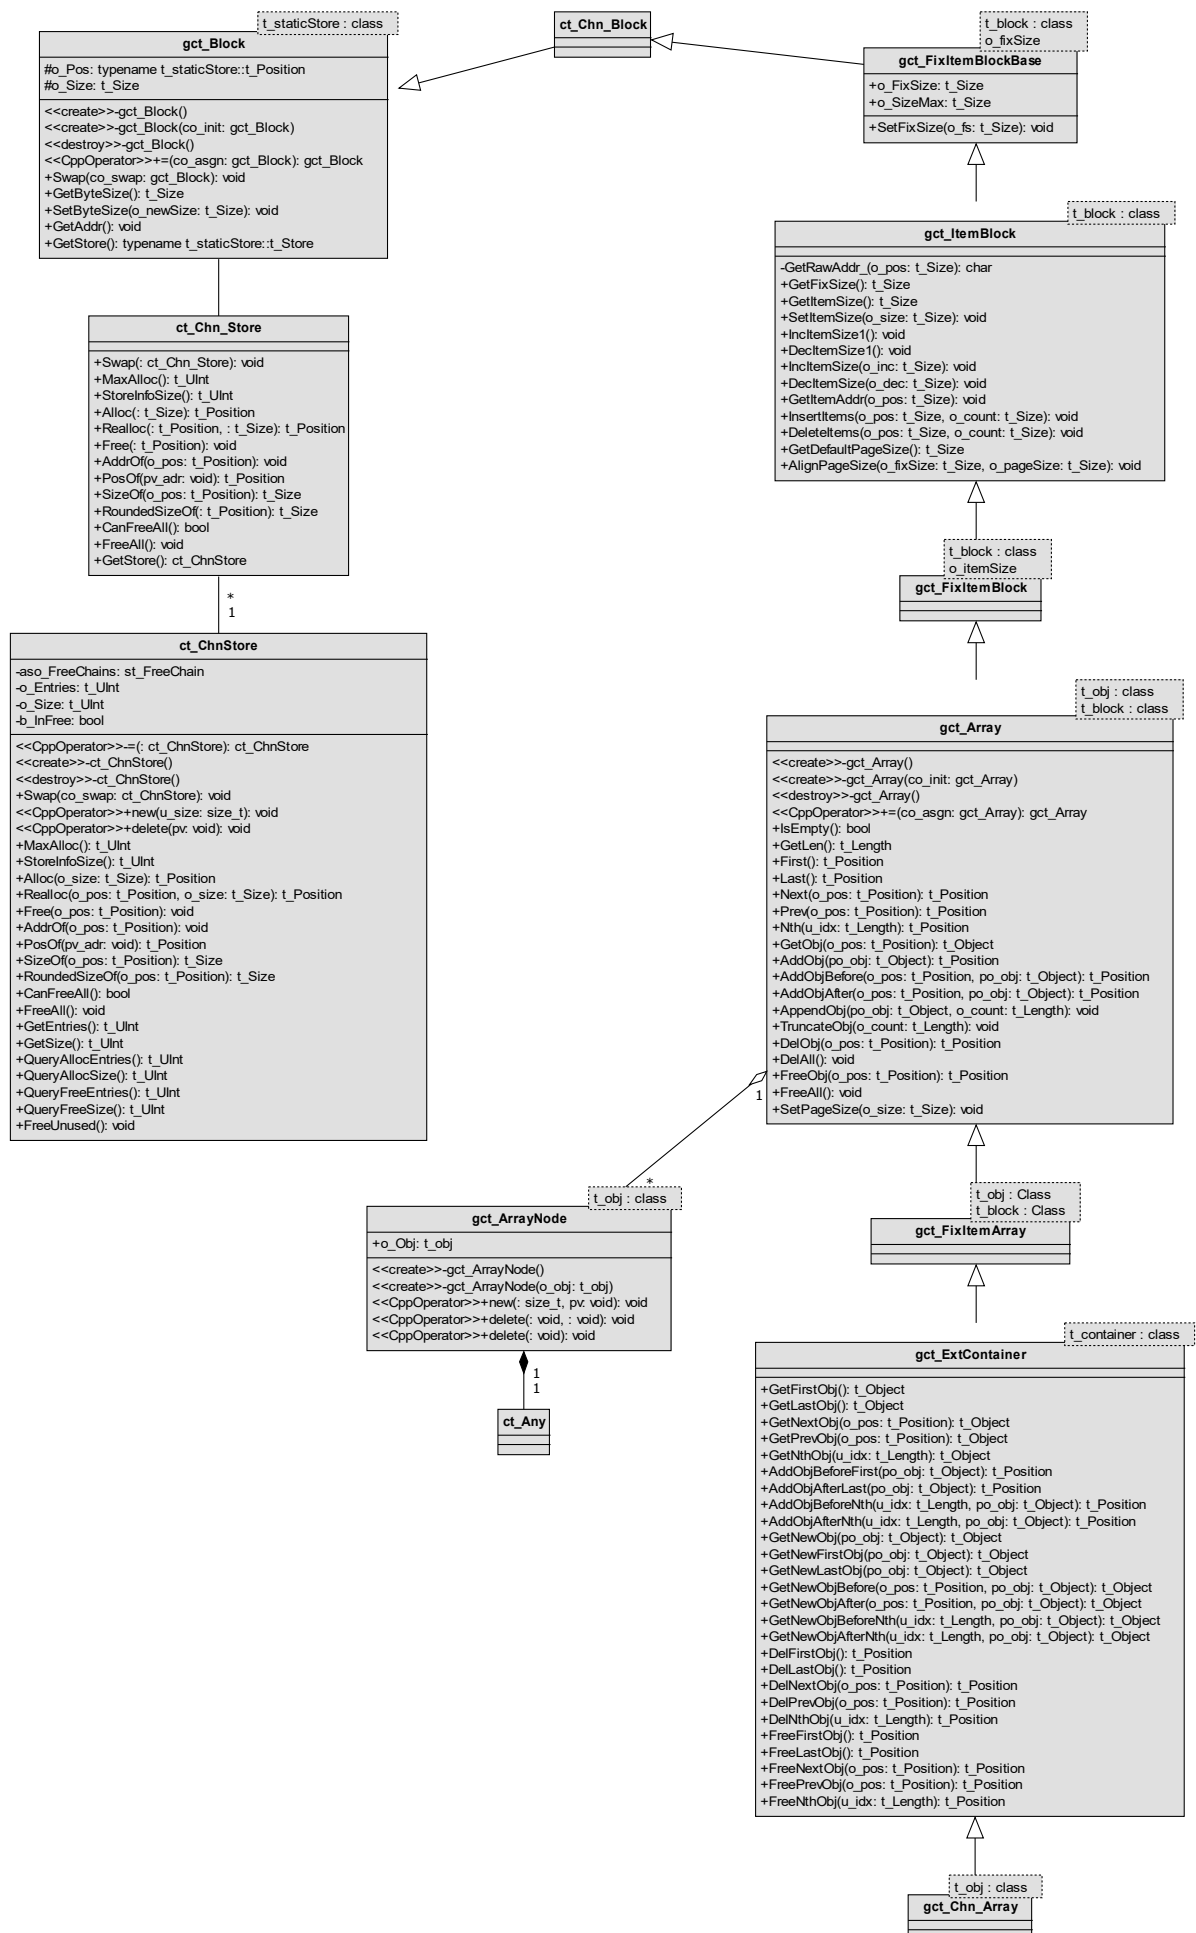 t_staticStore : class
gct_Block
#o_Pos: typename t_staticStore::t_Position
#o_Size: t_Size
<<create>>-gct_Block()
<<create>>-gct_Block(co_init: gct_Block)
<<destroy>>-gct_Block()
<<CppOperator>>+=(co_asgn: gct_Block): gct_Block
+Swap(co_swap: gct_Block): void
+GetByteSize(): t_Size
+SetByteSize(o_newSize: t_Size): void
+GetAddr(): void
+GetStore(): typename t_staticStore::t_Store
ct_Chn_Block
t_block : class
o_fixSize
gct_FixItemBlockBase
+o_FixSize: t_Size
+o_SizeMax: t_Size
+SetFixSize(o_fs: t_Size): void
t_block : class
gct_ItemBlock
-GetRawAddr_(o_pos: t_Size): char
+GetFixSize(): t_Size
+GetItemSize(): t_Size
+SetItemSize(o_size: t_Size): void
+IncItemSize1(): void
+DecItemSize1(): void
+IncItemSize(o_inc: t_Size): void
+DecItemSize(o_dec: t_Size): void
+GetItemAddr(o_pos: t_Size): void
+InsertItems(o_pos: t_Size, o_count: t_Size): void
+DeleteItems(o_pos: t_Size, o_count: t_Size): void
+GetDefaultPageSize(): t_Size
+AlignPageSize(o_fixSize: t_Size, o_pageSize: t_Size): void
ct_Chn_Store
+Swap(: ct_Chn_Store): void
+MaxAlloc(): t_UInt
+StoreInfoSize(): t_UInt
+Alloc(: t_Size): t_Position
+Realloc(: t_Position, : t_Size): t_Position
+Free(: t_Position): void
+AddrOf(o_pos: t_Position): void
+PosOf(pv_adr: void): t_Position
+SizeOf(o_pos: t_Position): t_Size
+RoundedSizeOf(: t_Position): t_Size
+CanFreeAll(): bool
+FreeAll(): void
+GetStore(): ct_ChnStore
*
1
t_block : class
o_itemSize
gct_FixItemBlock
ct_ChnStore
-aso_FreeChains: st_FreeChain
-o_Entries: t_UInt
-o_Size: t_UInt
-b_InFree: bool
<<CppOperator>>-=(: ct_ChnStore): ct_ChnStore
<<create>>-ct_ChnStore()
<<destroy>>-ct_ChnStore()
+Swap(co_swap: ct_ChnStore): void
<<CppOperator>>+new(u_size: size_t): void
<<CppOperator>>+delete(pv: void): void
+MaxAlloc(): t_UInt
+StoreInfoSize(): t_UInt
+Alloc(o_size: t_Size): t_Position
+Realloc(o_pos: t_Position, o_size: t_Size): t_Position
+Free(o_pos: t_Position): void
+AddrOf(o_pos: t_Position): void
+PosOf(pv_adr: void): t_Position
+SizeOf(o_pos: t_Position): t_Size
+RoundedSizeOf(o_pos: t_Position): t_Size
+CanFreeAll(): bool
+FreeAll(): void
+GetEntries(): t_UInt
+GetSize(): t_UInt
+QueryAllocEntries(): t_UInt
+QueryAllocSize(): t_UInt
+QueryFreeEntries(): t_UInt
+QueryFreeSize(): t_UInt
+FreeUnused(): void
t_obj : class
t_block : class
gct_Array
<<create>>-gct_Array()
<<create>>-gct_Array(co_init: gct_Array)
<<destroy>>-gct_Array()
<<CppOperator>>+=(co_asgn: gct_Array): gct_Array
+IsEmpty(): bool
+GetLen(): t_Length
+First(): t_Position
+Last(): t_Position
+Next(o_pos: t_Position): t_Position
+Prev(o_pos: t_Position): t_Position
+Nth(u_idx: t_Length): t_Position
+GetObj(o_pos: t_Position): t_Object
+AddObj(po_obj: t_Object): t_Position
+AddObjBefore(o_pos: t_Position, po_obj: t_Object): t_Position
+AddObjAfter(o_pos: t_Position, po_obj: t_Object): t_Position
+AppendObj(po_obj: t_Object, o_count: t_Length): void
+TruncateObj(o_count: t_Length): void
+DelObj(o_pos: t_Position): t_Position
+DelAll(): void
+FreeObj(o_pos: t_Position): t_Position
+FreeAll(): void
+SetPageSize(o_size: t_Size): void
1
*
t_obj : class
gct_ArrayNode
+o_Obj: t_obj
<<create>>-gct_ArrayNode()
<<create>>-gct_ArrayNode(o_obj: t_obj)
<<CppOperator>>+new(: size_t, pv: void): void
<<CppOperator>>+delete(: void, : void): void
<<CppOperator>>+delete(: void): void
1
1
ct_Any
t_obj : Class
t_block : Class
gct_FixItemArray
t_container : class
gct_ExtContainer
+GetFirstObj(): t_Object
+GetLastObj(): t_Object
+GetNextObj(o_pos: t_Position): t_Object
+GetPrevObj(o_pos: t_Position): t_Object
+GetNthObj(u_idx: t_Length): t_Object
+AddObjBeforeFirst(po_obj: t_Object): t_Position
+AddObjAfterLast(po_obj: t_Object): t_Position
+AddObjBeforeNth(u_idx: t_Length, po_obj: t_Object): t_Position
+AddObjAfterNth(u_idx: t_Length, po_obj: t_Object): t_Position
+GetNewObj(po_obj: t_Object): t_Object
+GetNewFirstObj(po_obj: t_Object): t_Object
+GetNewLastObj(po_obj: t_Object): t_Object
+GetNewObjBefore(o_pos: t_Position, po_obj: t_Object): t_Object
+GetNewObjAfter(o_pos: t_Position, po_obj: t_Object): t_Object
+GetNewObjBeforeNth(u_idx: t_Length, po_obj: t_Object): t_Object
+GetNewObjAfterNth(u_idx: t_Length, po_obj: t_Object): t_Object
+DelFirstObj(): t_Position
+DelLastObj(): t_Position
+DelNextObj(o_pos: t_Position): t_Position
+DelPrevObj(o_pos: t_Position): t_Position
+DelNthObj(u_idx: t_Length): t_Position
+FreeFirstObj(): t_Position
+FreeLastObj(): t_Position
+FreeNextObj(o_pos: t_Position): t_Position
+FreePrevObj(o_pos: t_Position): t_Position
+FreeNthObj(u_idx: t_Length): t_Position
t_obj : class
gct_Chn_Array